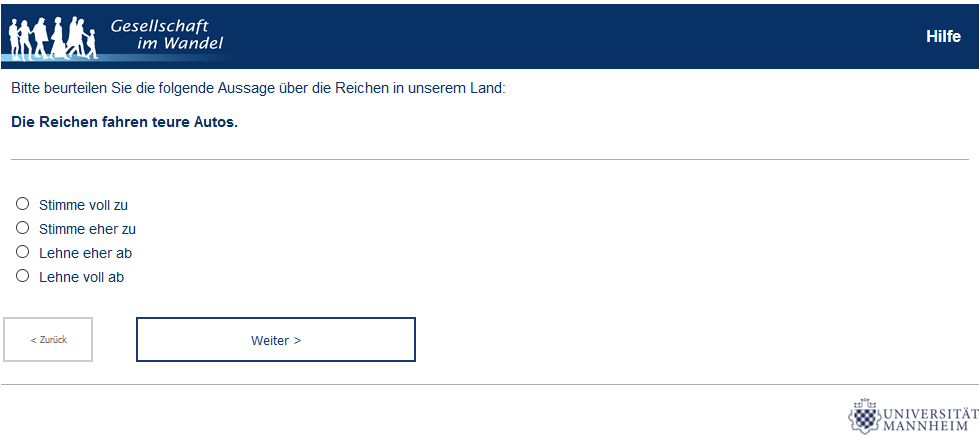 Gesellschaft
im Wandel
Hilfe
Bitte beurteilen Sie die folgende Aussage über die Reichen in unserem Land:
Die Reichen fahren teure Autos.
Stimme voll zu
Stimme eher zu
Lehne eher ab
Lehne voll ab
< Zurück
Weiter >
UNIVERSITÄT
MANNHEIM